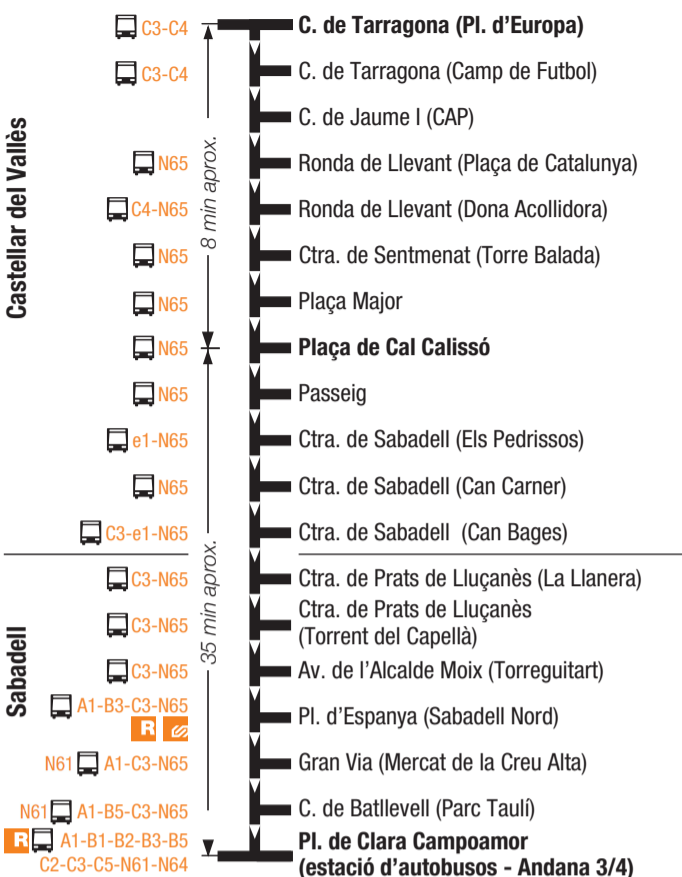 C3-C4 C. de Tarragona (Pl. d'Europa)
C3-C4 C. de Tarragona (Camp de Futbol)
C. de Jaume I (CAP)
N65 Ronda de Llevant (Plaça de Catalunya)
C4-N65 Ronda de Llevant (Dona Acollidora)
N65 Ctra. de Sentmenat (Torre Balada)
N65 Plaça Major
N65 Plaça de Cal Calissó
N65 Passeig
e1-N65 Ctra. de Sabadell (Els Pedrissos)
N65 Ctra. de Sabadell (Can Carner)
C3-e1-N65 Ctra. de Sabadell (Can Bages)
Castellar del Vallès
8 min aprox.
C3-N65 Ctra. de Prats de Lluçanès (La Llanera)
C3-N65 Ctra. de Prats de Lluçanès
(Torrent del Capellà)
C3-N65 Av. de l'Alcalde Moix (Torreguitart)
A1-B3-C3-N65 Pl. d'Espanya (Sabadell Nord)
R
N61 A1-C3-N65 Gran Via (Mercat de la Creu Alta)
N61 A1-B5-C3-N65 C. de Batllevell (Parc Taulí)
R A1-B1-B2-B3-B5 Pl. de Clara Campoamor
C2-C3-C5-N61-N64 (estació d'autobusos - Andana 3/4)
Sabadell
35 min aprox.